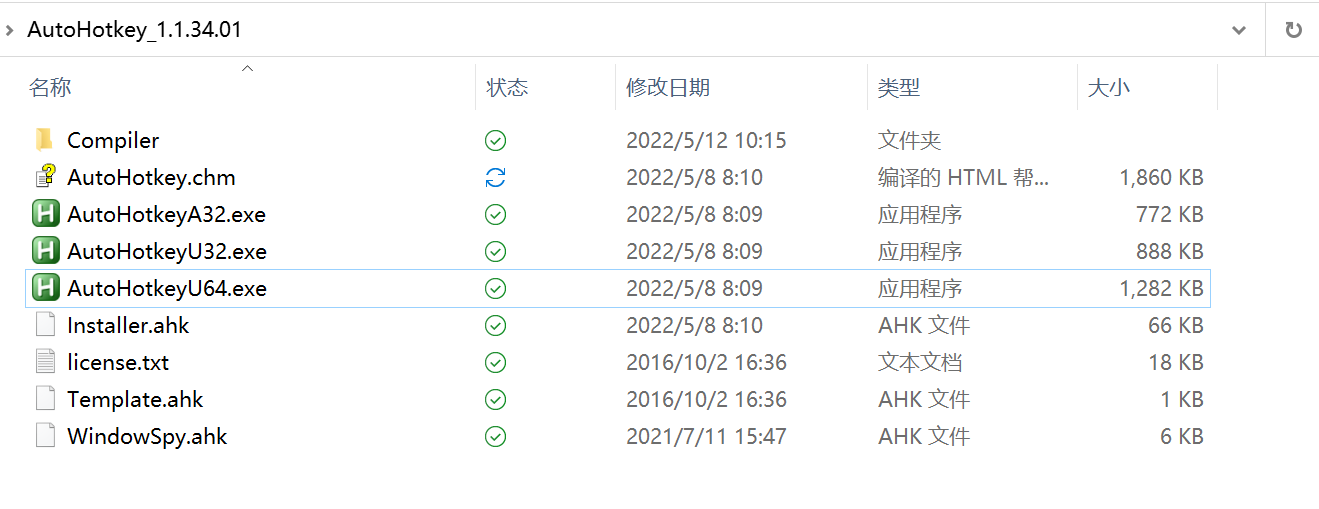 AutoHotkey_1.1.34.01
名称 状态 修改日期 类型 大小
Compiler 2022/5/12 10:15 文件夹
AutoHotkey.chm 2022/5/8 8:10 编译的 HTML 帮... 1,860 KB
AutoHotkeyA32.exe 2022/5/8 8:09 应用程序 772 KB
AutoHotkeyU32.exe 2022/5/8 8:09 应用程序 888 KB
AutoHotkeyU64.exe 2022/5/8 8:09 应用程序 1,282 KB
Installer.ahk 2022/5/8 8:10 AHK 文件 66 KB
license.txt 2016/10/2 16:36 文本文档 18 KB
Template.ahk 2016/10/2 16:36 AHK 文件 1 KB
WindowSpy.ahk 2021/7/11 15:47 AHK 文件 6 KB